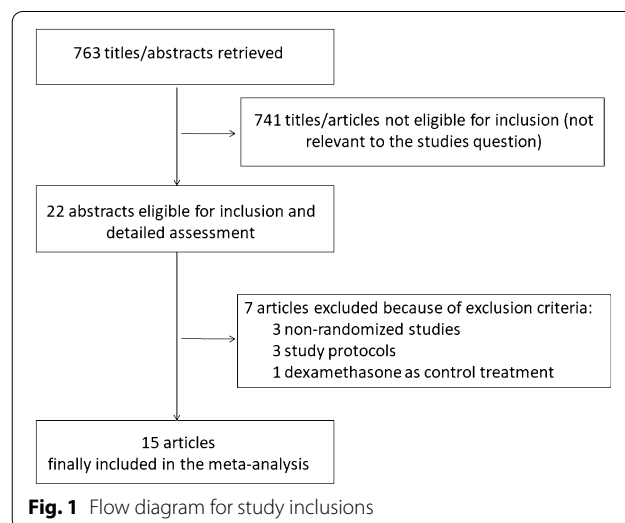 763 titles/abstracts retrieved
741 titles/articles not eligible for inclusion (not
relevant to the studies question)
22 abstracts eligible for inclusion and
detailed assessment
7 articles excluded because of exclusion criteria:
3 non-randomized studies
3 study protocols
1 dexamethasone as control treatment
15 articles
finally included in the meta-analysis
Fig. 1 Flow diagram for study inclusions